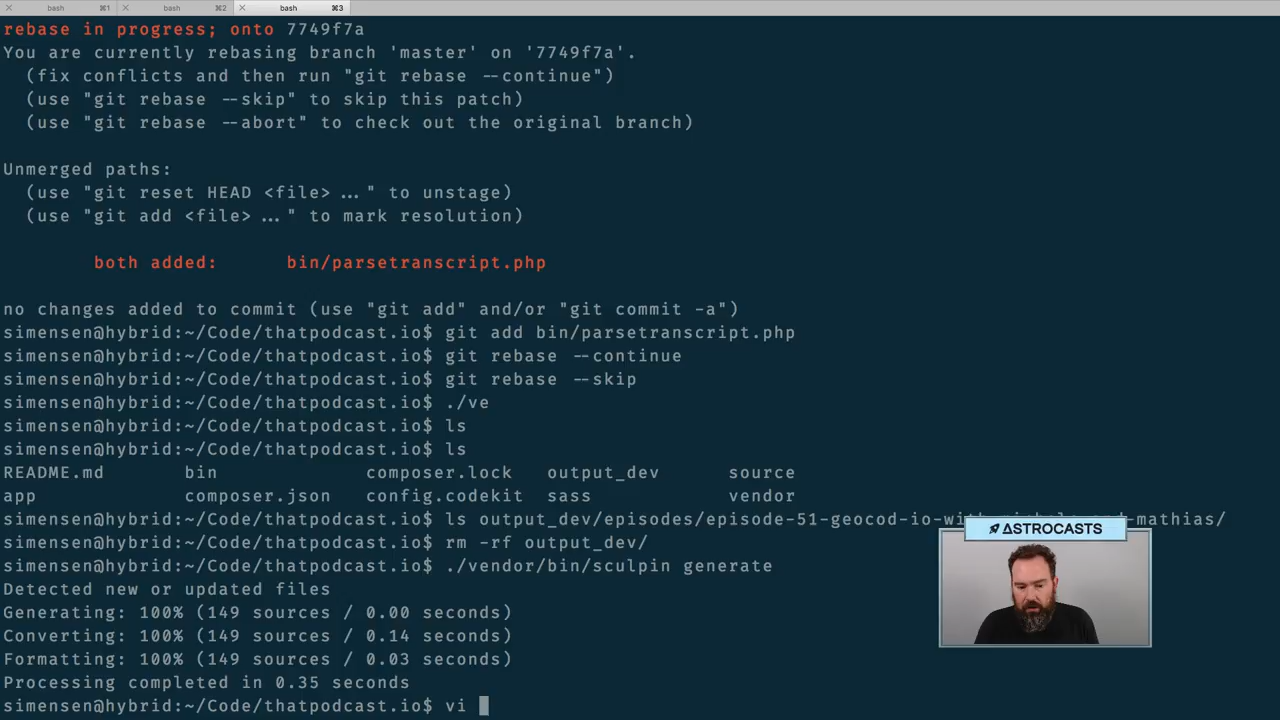 bash ⌘1 bash ⌘2 bash ⌘3
rebase in progress; onto 7749f7a
You are currently rebasing branch 'master' on '7749f7a'.
(fix conflicts and then run "git rebase --continue")
(use "git rebase --skip" to skip this patch)
(use "git rebase --abort" to check out the original branch)
Unmerged paths:
(use "git reset HEAD <file>..." to unstage)
(use "git add <file>..." to mark resolution)
both added: bin/parsetranscript.php
no changes added to commit (use "git add" and/or "git commit -a")
simensen@hybrid:~/Code/thatpodcast.io$ git add bin/parsetranscript.php
simensen@hybrid:~/Code/thatpodcast.io$ git rebase --continue
simensen@hybrid:~/Code/thatpodcast.io$ git rebase --skip
simensen@hybrid:~/Code/thatpodcast.io$ ./ve
simensen@hybrid:~/Code/thatpodcast.io$ ls
simensen@hybrid:~/Code/thatpodcast.io$ ls
README.md bin composer.lock output_dev source
app composer.json config.codekit sass vendor
simensen@hybrid:~/Code/thatpodcast.io$ ls output_dev/episodes/episode-51-geocod-io-with- -mathias/
ASTROCASTS
simensen@hybrid:~/Code/thatpodcast.io$ rm -rf output_dev/
simensen@hybrid:~/Code/thatpodcast.io$ ./vendor/bin/sculpin generate
Detected new or updated files
Generating: 100% (149 sources / 0.00 seconds)
Converting: 100% (149 sources / 0.14 seconds)
Formatting: 100% (149 sources / 0.03 seconds)
Processing completed in 0.35 seconds
simensen@hybrid:~/Code/thatpodcast.io$ vi